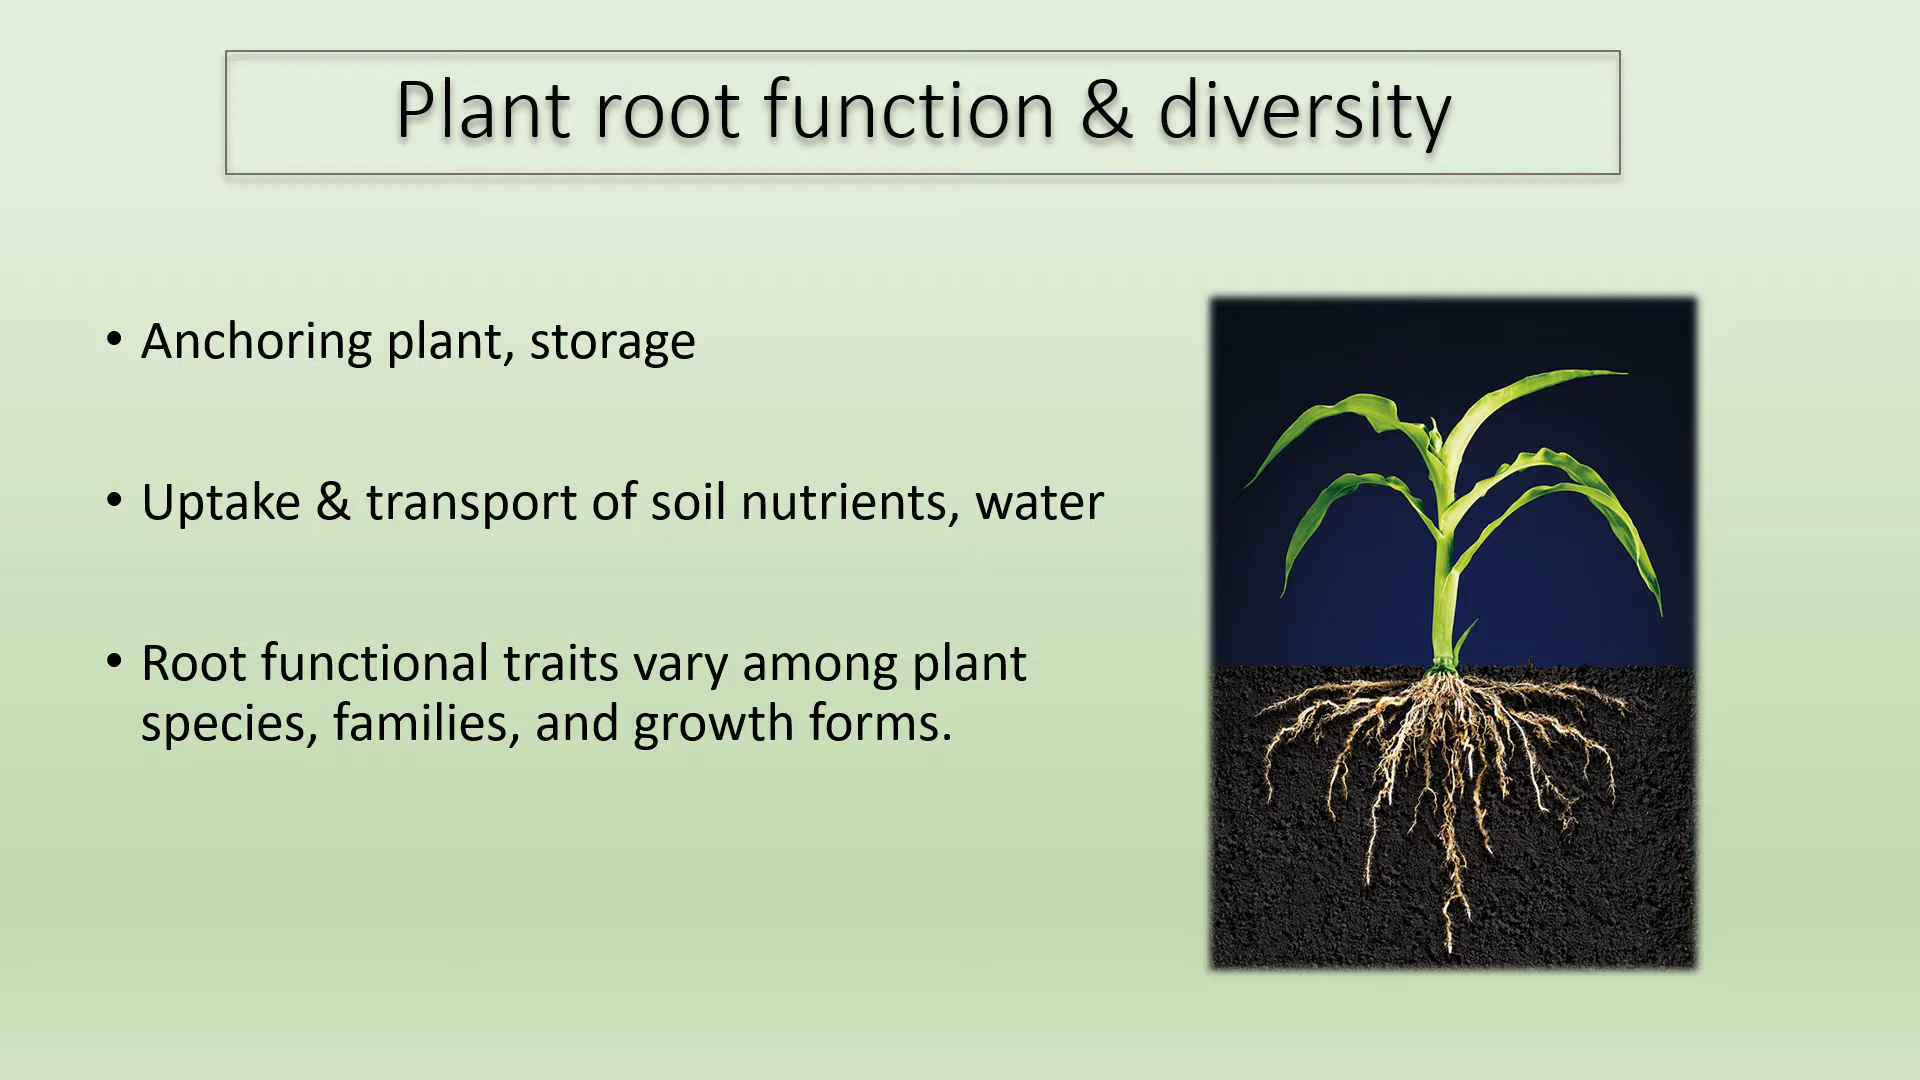 Plant root function & diversity
• Anchoring plant, storage
• Uptake & transport of soil nutrients, water
• Root functional traits vary among plant
species, families, and growth forms.